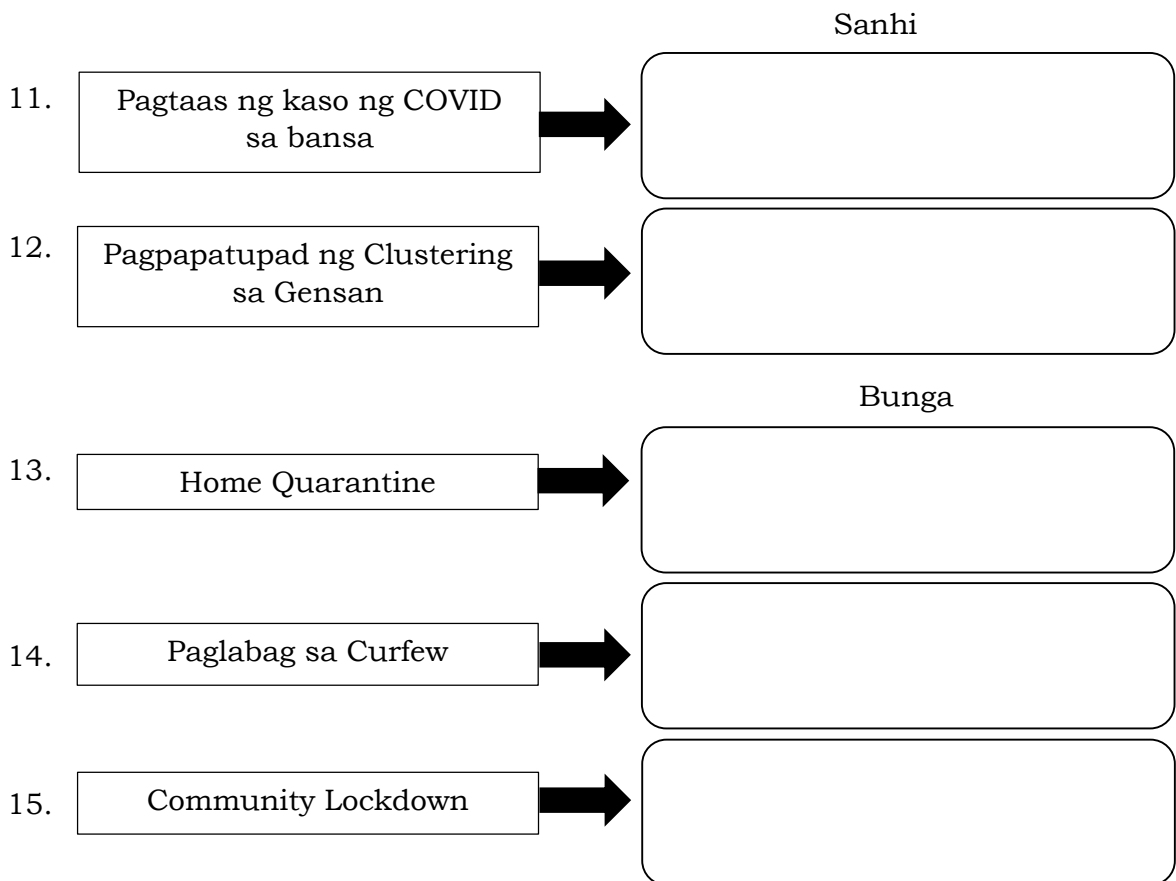 Sanhi
11. Pagtaas ng kaso ng COVID
sa bansa
12. Pagpapatupad ng Clustering
sa Gensan
Bunga
13. Home Quarantine
14. Paglabag sa Curfew
15. Community Lockdown